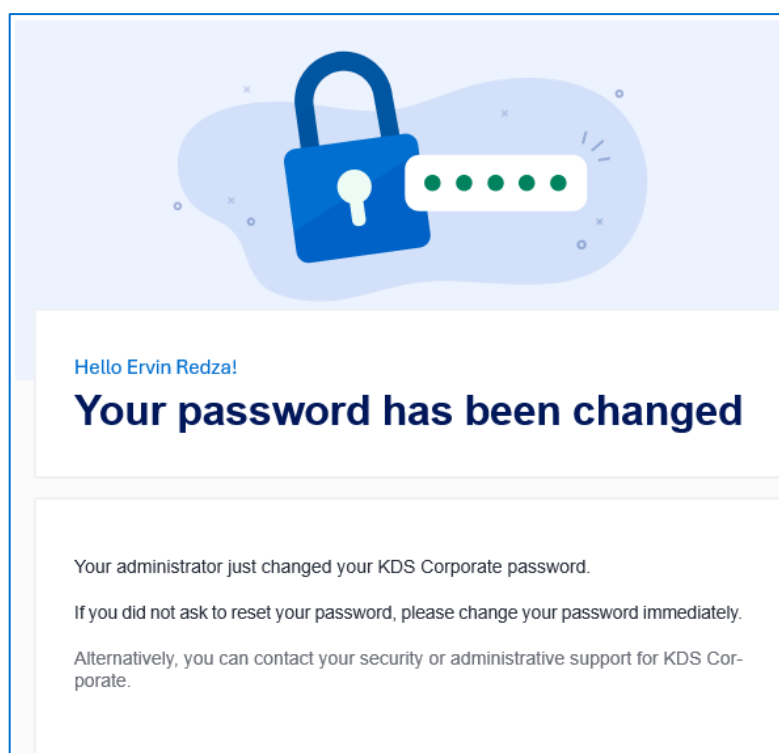 Hello Ervin Redza!
Your password has been changed
Your administrator just changed your KDS Corporate password.
If you did not ask to reset your password, please change your password immediately.
Alternatively, you can contact your security or administrative support for KDS Cor-
porate.